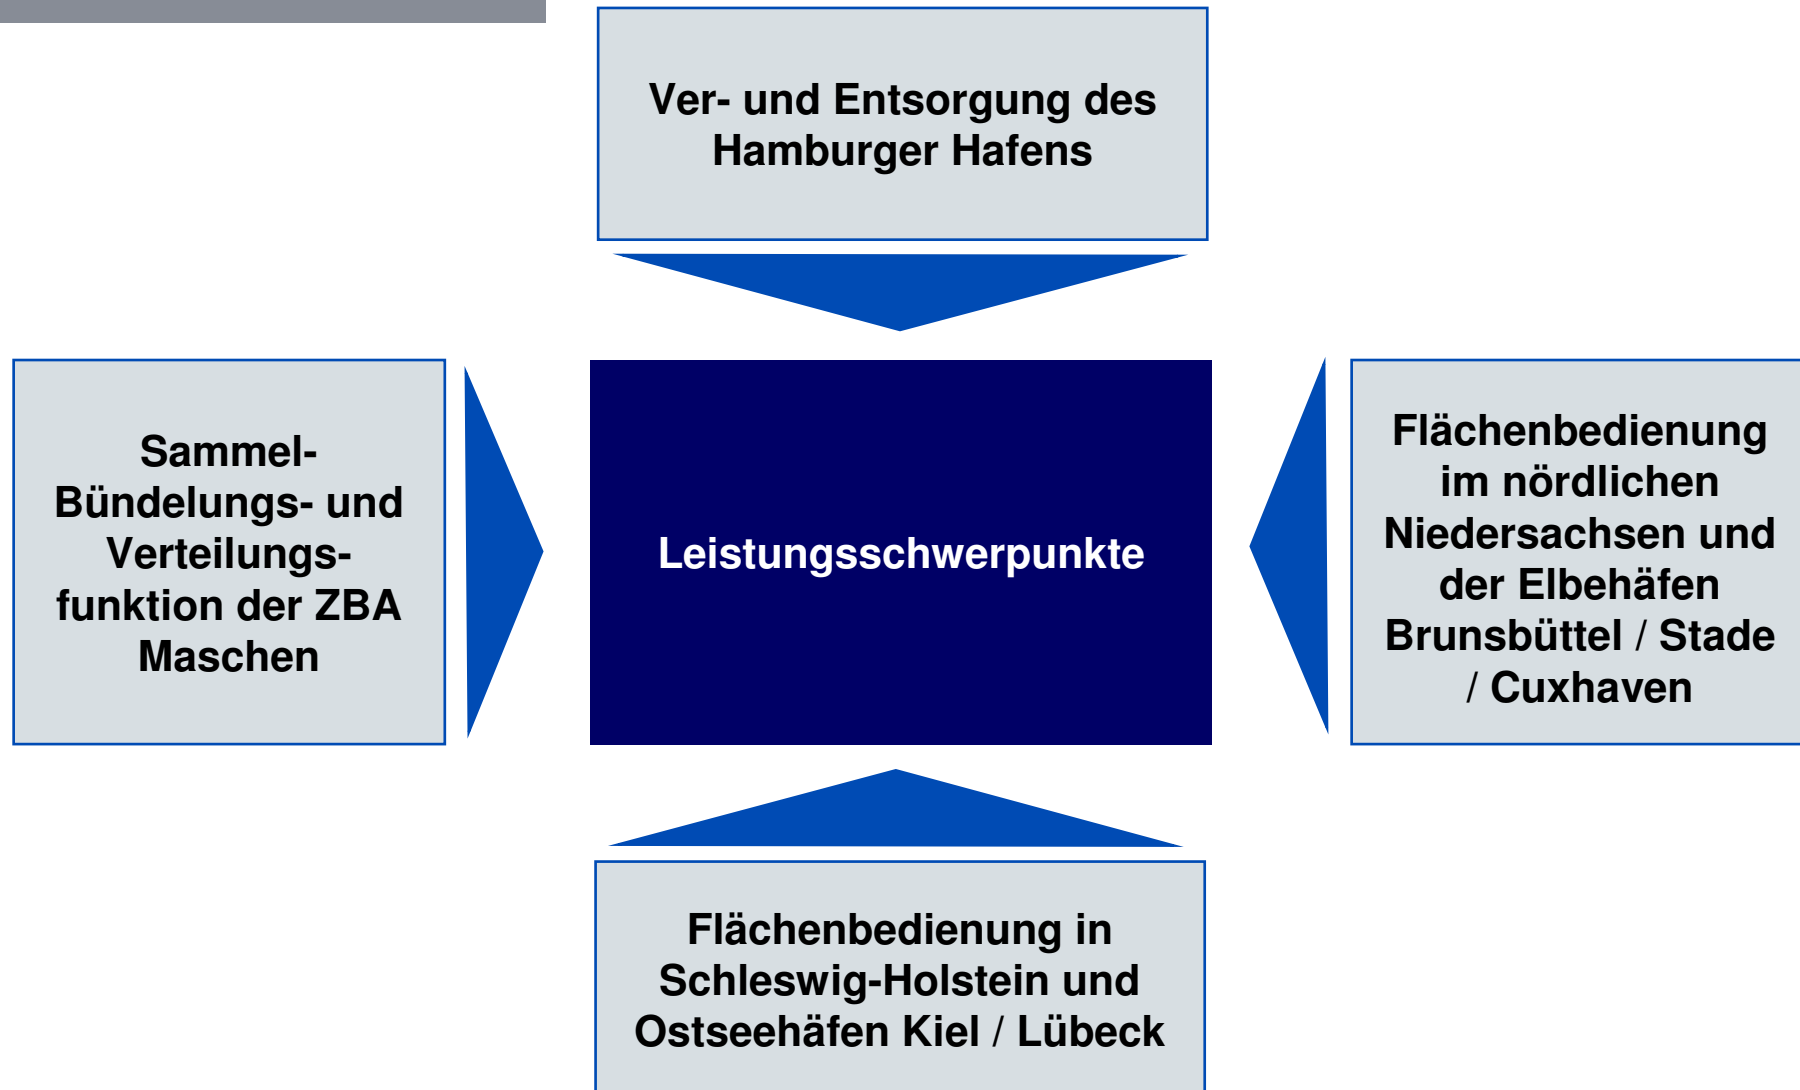 Ver- und Entsorgung des
Hamburger Hafens
Sammel-
Bündelungs- und
Verteilungs-
funktion der ZBA
Maschen
Leistungsschwerpunkte
Flächenbedienung
im nördlichen
Niedersachsen und
der Elbehäfen
Brunsbüttel / Stade
/ Cuxhaven
Flächenbedienung in
Schleswig-Holstein und
Ostseehäfen Kiel / Lübeck